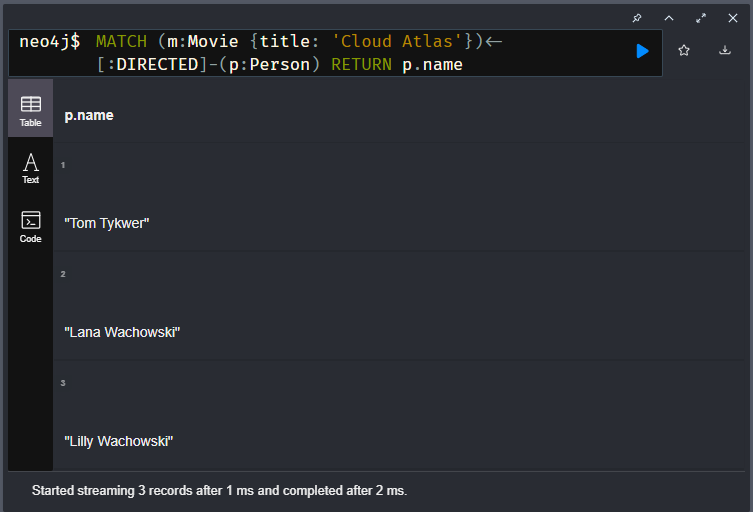 neo4j$ MATCH (m:Movie {title: 'Cloud Atlas'})<-
[:DIRECTED]-(p:Person) RETURN p.name
Table
p.name
1
Text
"Tom Tykwer"
Code
2
"Lana Wachowski"
3
"Lilly Wachowski"
Started streaming 3 records after 1 ms and completed after 2 ms.